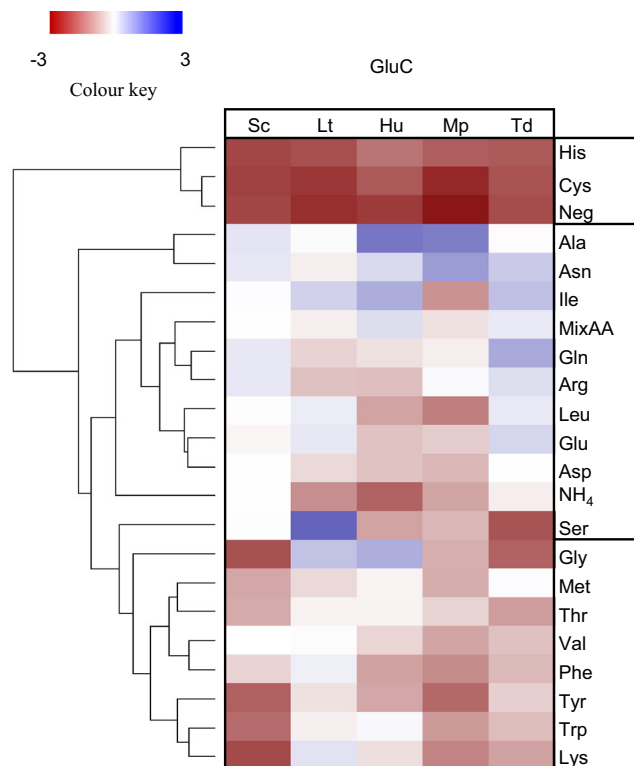 -3 3
Colour key
GluC
Sc Lt Hu Mp Td
His
Cys
Neg
Ala
Asn
Ile
MixAA
Gln
Arg
Leu
Glu
Asp
NH₄
Ser
Gly
Met
Thr
Val
Phe
Tyr
Trp
Lys